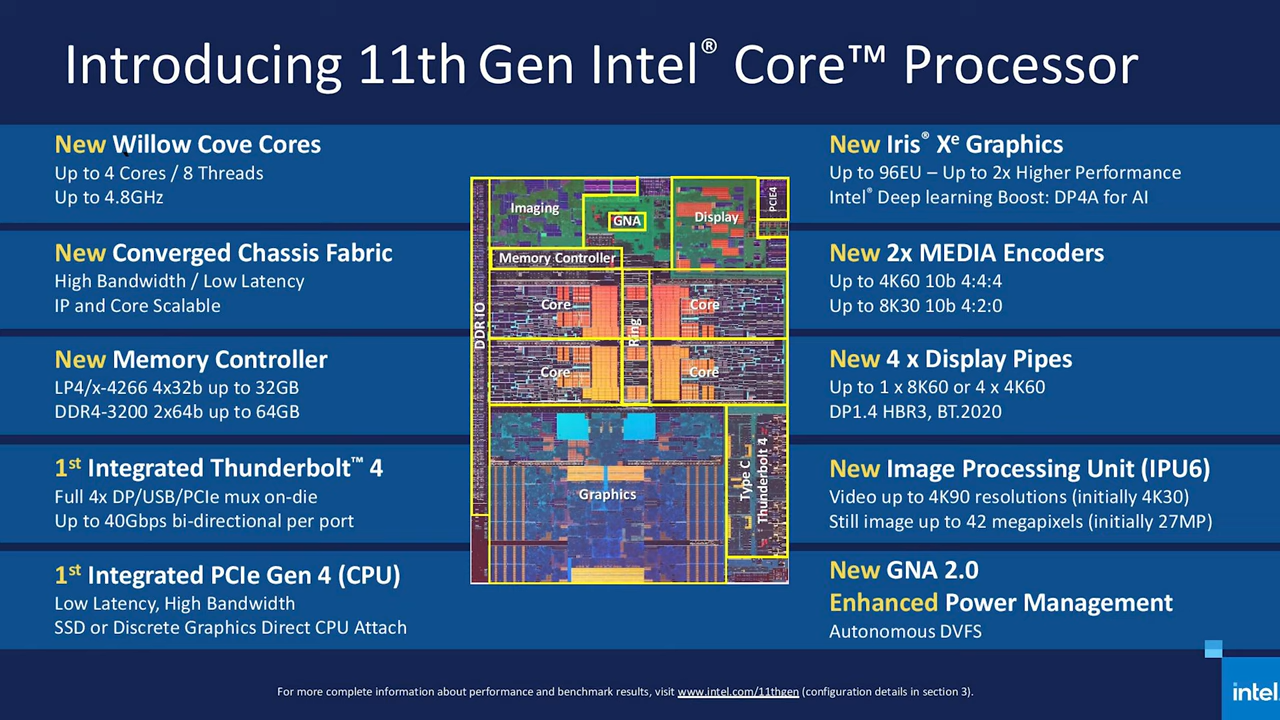 Introducing 11th Gen Intel® Core™ Processor
New Willow Cove Cores
Up to 4 Cores / 8 Threads
Up to 4.8GHz
New Converged Chassis Fabric
High Bandwidth / Low Latency
IP and Core Scalable
New Memory Controller
LP4/x-4266 4x32b up to 32GB
DDR4-3200 2x64b up to 64GB
1st Integrated Thunderbolt™ 4
Full 4x DP/USB/PCIe mux on-die
Up to 40Gbps bi-directional per port
1st Integrated PCIe Gen 4 (CPU)
Low Latency, High Bandwidth
SSD or Discrete Graphics Direct CPU Attach
Imaging
GNA
Display
PCIE4
Memory Controller
DDR IO
Core
Ring
Core
Core
Core
Graphics
Type C
Thunderbolt 4
New Iris® Xe Graphics
Up to 96EU – Up to 2x Higher Performance
Intel® Deep learning Boost: DP4A for AI
New 2x MEDIA Encoders
Up to 4K60 10b 4:4:4
Up to 8K30 10b 4:2:0
New 4 x Display Pipes
Up to 1 x 8K60 or 4 x 4K60
DP1.4 HBR3, BT.2020
New Image Processing Unit (IPU6)
Video up to 4K90 resolutions (initially 4K30)
Still image up to 42 megapixels (initially 27MP)
New GNA 2.0
Enhanced Power Management
Autonomous DVFS
For more complete information about performance and benchmark results, visit www.intel.com/11thgen (configuration details in section 3).
intel